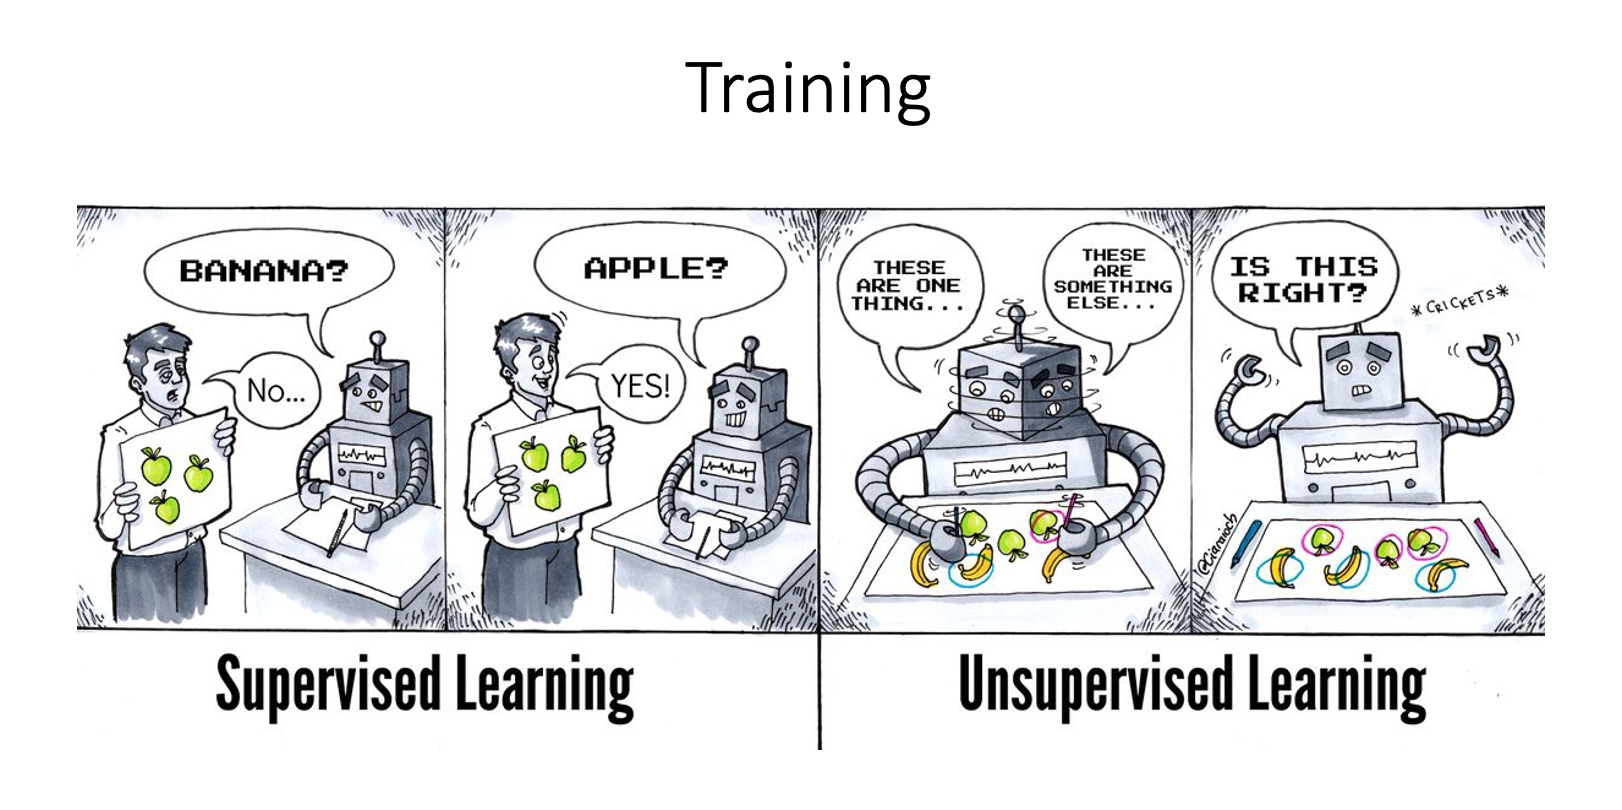 Training
BANANA?
No...
APPLE?
YES!
THESE
ARE ONE
THING...
THESE
ARE
SOMETHING
ELSE...
IS THIS
RIGHT?
*CRICKETS*
@Ciaraioch
Supervised Learning
Unsupervised Learning